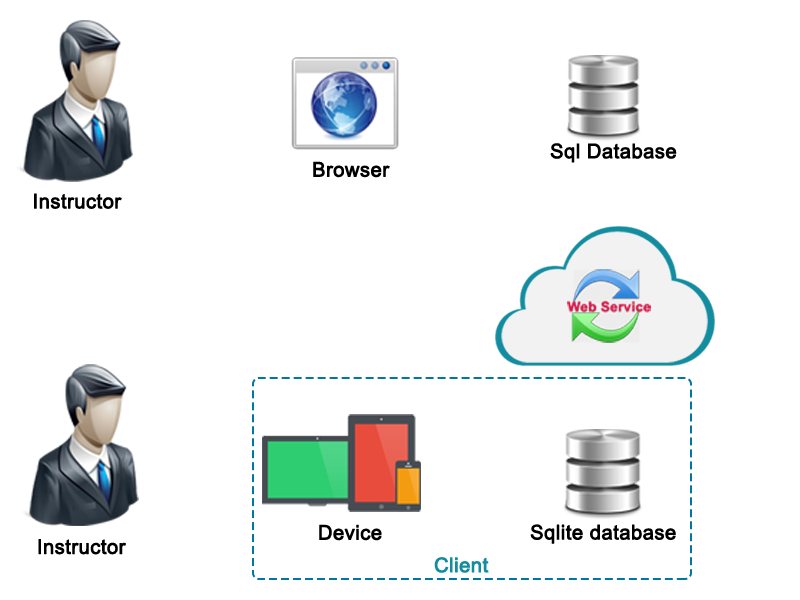 Sql Database
Browser
Instructor
Web Service
Device
Sqlite database
Instructor
Client